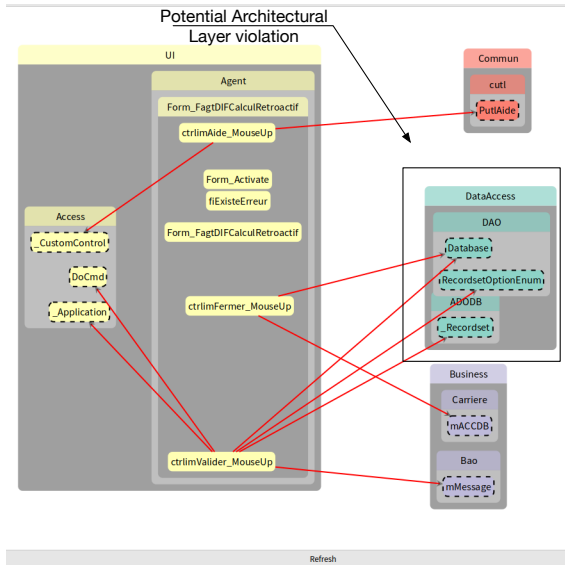 Potential Architectural
Layer violation
UI
Agent
Form_FagtDIFCalculRetroactif
ctrlimAide_MouseUp
Form_Activate
fiExisteErreur
Form_FagtDIFCalculRetroactif
ctrlimFermer_MouseUp
ctrlimValider_MouseUp
Access
_CustomControl
DoCmd
_Application
Commun
cutl
PutlAide
DataAccess
DAO
Database
RecordsetOptionEnum
ADODB
_Recordset
Business
Carriere
mACCDB
Bao
mMessage
Refresh